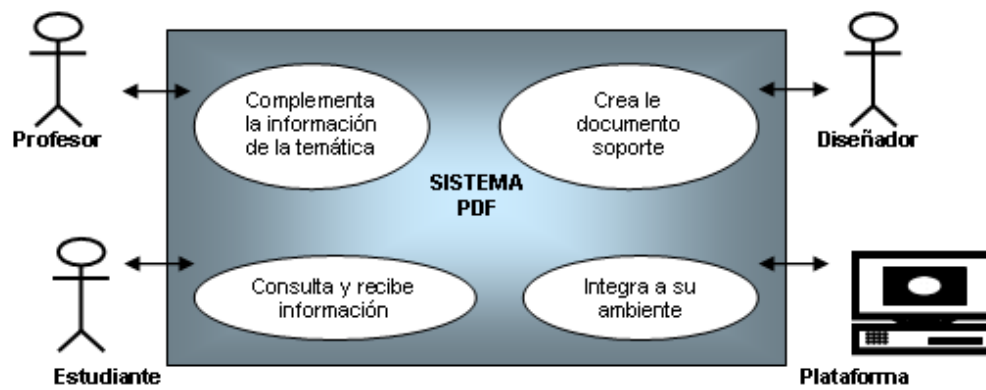 Complementa
la información
de la temática
Crea le
documento
soporte
Profesor
Diseñador
SISTEMA
PDF
Consulta y recibe
información
Integra a su
ambiente
Estudiante
Plataforma